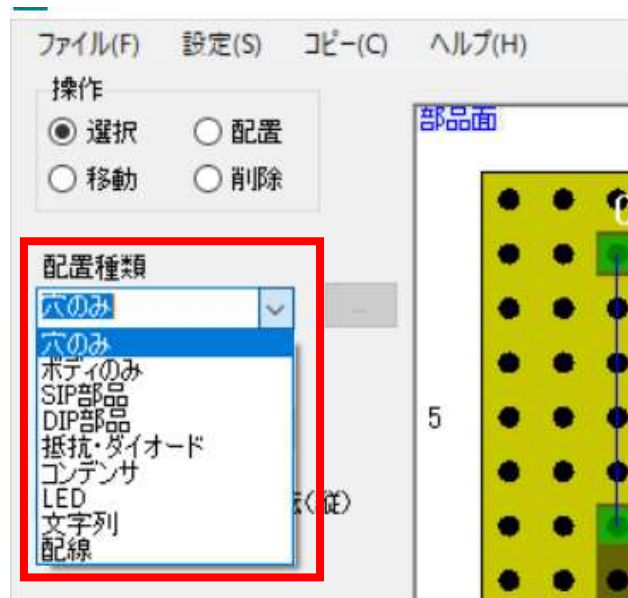 ファイル(F) 設定(S) コピー(C) ヘルプ(H)
操作
選択 配置
移動 削除
部品面
配置種類
穴のみ
...
穴のみ
ボディのみ
SIP部品
DIP部品
抵抗・ダイオード
コンデンサ
LED
文字列
配線
5
(縦)